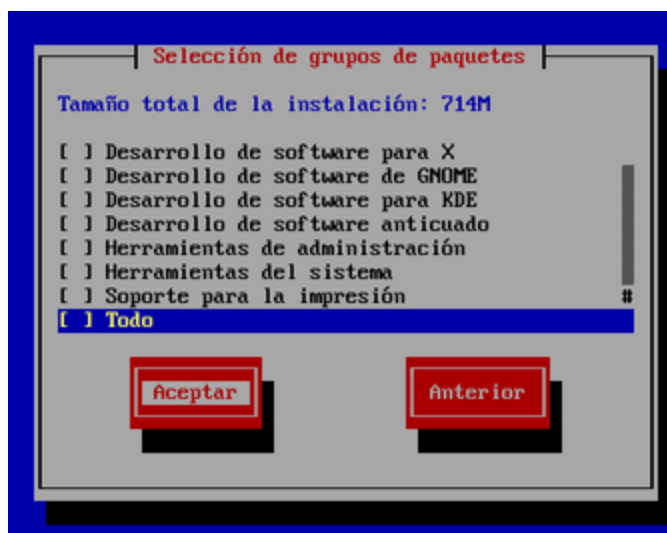 Selección de grupos de paquetes
Tamaño total de la instalación: 714M
[ ] Desarrollo de software para X
[ ] Desarrollo de software de GNOME
[ ] Desarrollo de software para KDE
[ ] Desarrollo de software anticuado
[ ] Herramientas de administración
[ ] Herramientas del sistema
[ ] Soporte para la impresión #
[ ] Todo
Aceptar Anterior